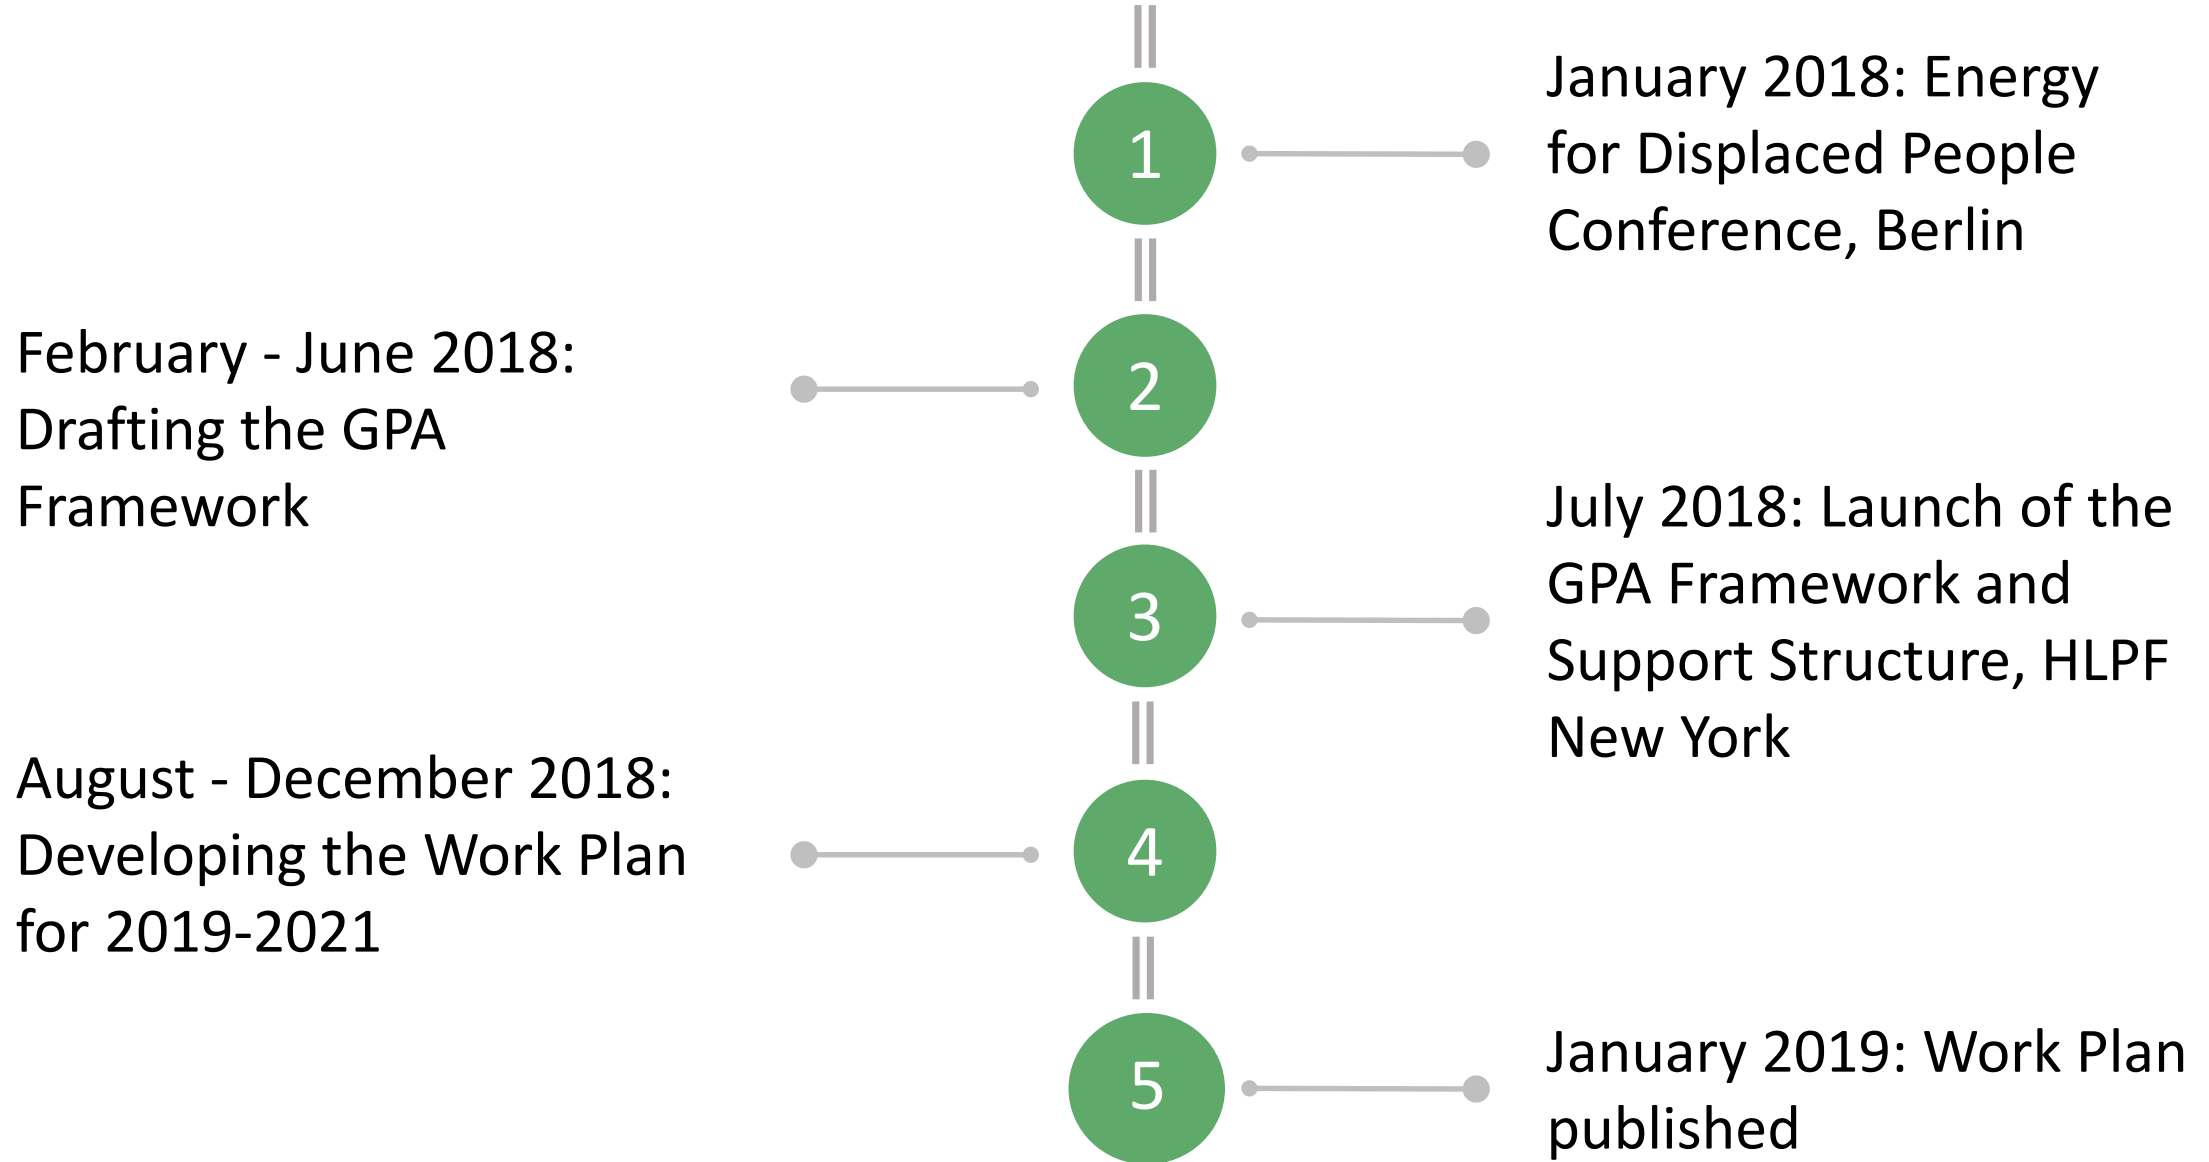 1
January 2018: Energy
for Displaced People
Conference, Berlin
2
February - June 2018:
Drafting the GPA
Framework
3
July 2018: Launch of the
GPA Framework and
Support Structure, HLPF
New York
4
August - December 2018:
Developing the Work Plan
for 2019-2021
5
January 2019: Work Plan
published